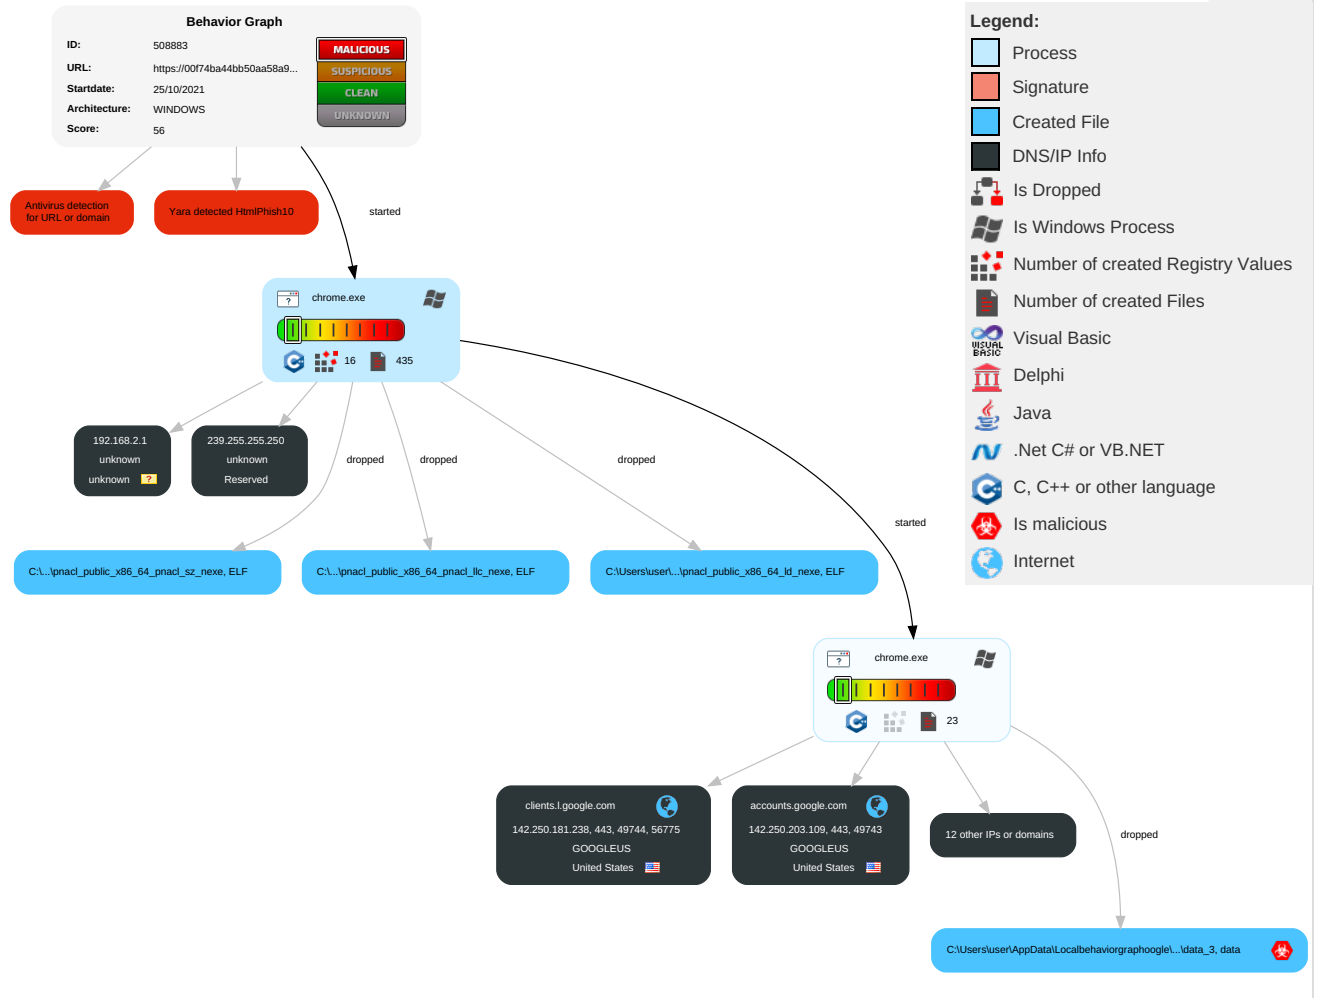 Behavior Graph
ID: 508883
URL: https://00f74ba44bb50aa58a9...
Startdate: 25/10/2021
Architecture: WINDOWS
Score: 56
MALICIOUS
SUSPICIOUS
CLEAN
UNKNOWN
Legend:
Process
Signature
Created File
DNS/IP Info
Is Dropped
Is Windows Process
Number of created Registry Values
Number of created Files
VISUAL
BASIC
Visual Basic
Delphi
Java
.Net C# or VB.NET
C, C++ or other language
Is malicious
Internet
Antivirus detection
for URL or domain
Yara detected HtmlPhish10
started
?
chrome.exe
16
435
192.168.2.1
unknown
unknown ?
239.255.255.250
unknown
Reserved
dropped
dropped
dropped
started
C:\...\pnacl_public_x86_64_pnacl_sz_nexe, ELF
C:\...\pnacl_public_x86_64_pnacl_llc_nexe, ELF
C:\Users\user\...\pnacl_public_x86_64_ld_nexe, ELF
?
chrome.exe
23
clients.l.google.com
142.250.181.238, 443, 49744, 56775
GOOGLEUS
United States
accounts.google.com
142.250.203.109, 443, 49743
GOOGLEUS
United States
12 other IPs or domains
dropped
C:\Users\user\AppData\Localbehaviorgraphoogle\...\data_3, data